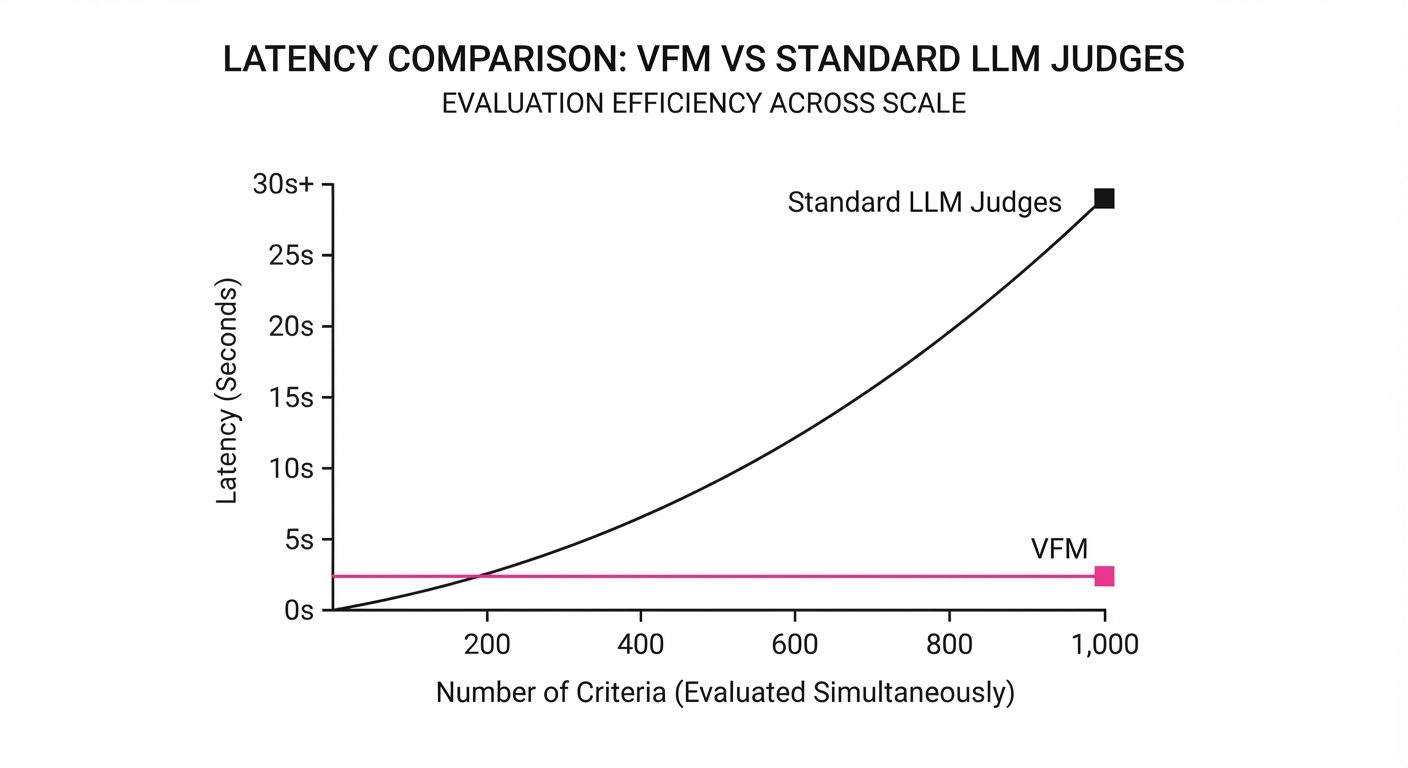 LATENCY COMPARISON: VFM VS STANDARD LLM JUDGES
EVALUATION EFFICIENCY ACROSS SCALE
30s+
25s
20s
15s
10s
5s
0s
Latency (Seconds)
Standard LLM Judges
VFM
200
400
600
800
1,000
Number of Criteria (Evaluated Simultaneously)